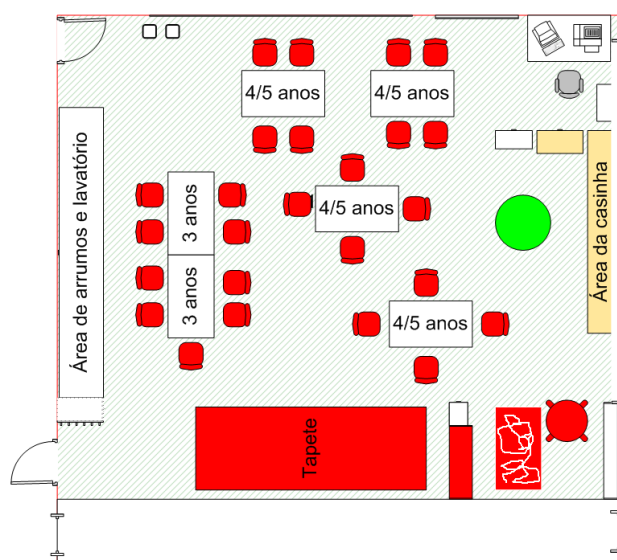 4/5 anos
4/5 anos
Área de arrumos e lavatório
3 anos
4/5 anos
Área da casinha
3 anos
4/5 anos
Tapete